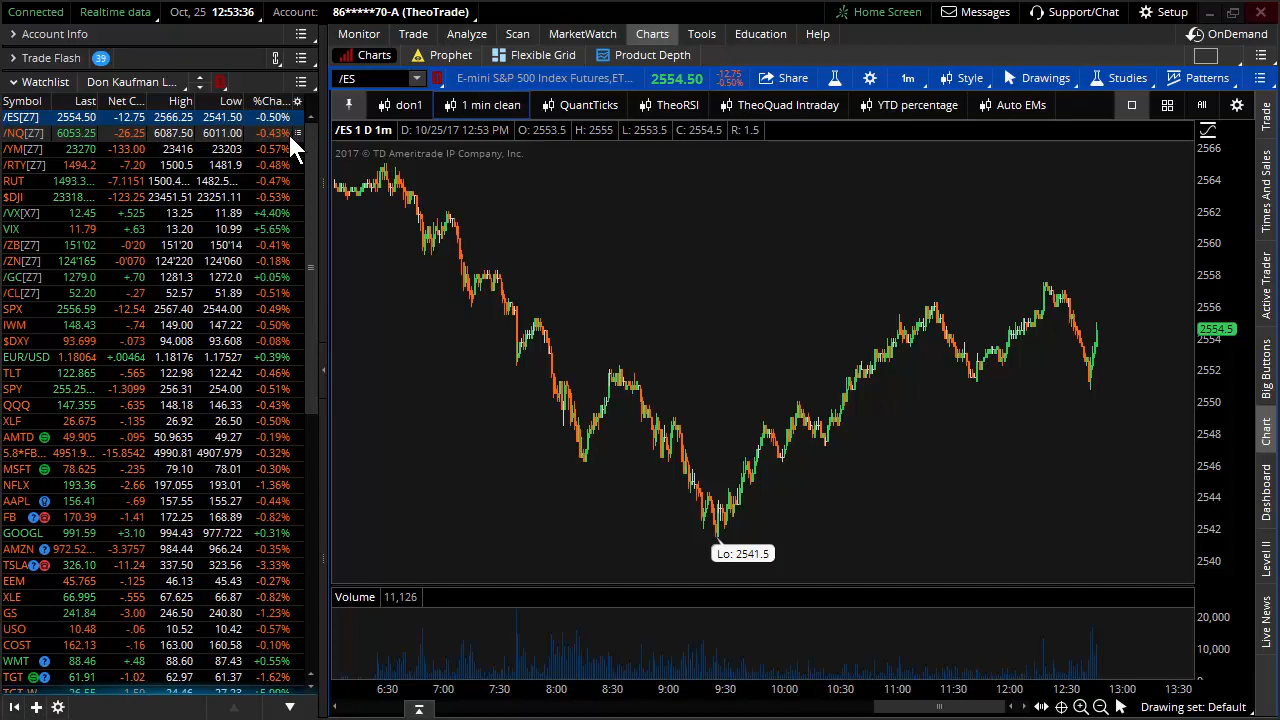 Connected Realtime data Oct, 25 12:53:36 Account: 86*****70-A (TheoTrade) Home Screen Messages Support/Chat Setup
Account Info Monitor Trade Analyze Scan MarketWatch Charts Tools Education Help OnDemand
Trade Flash 39 Charts Prophet Flexible Grid Product Depth
Watchlist Don Kaufman L... /ES E-mini S&P 500 Index Futures,ET... 2554.50 -12.75 -0.50% Share 1m Style Drawings Studies Patterns
Symbol Last Net C... High Low %Cha... don1 1 min clean QuantTicks TheoRSI TheoQuad Intraday YTD percentage Auto EMs All
/ES[Z7] 2554.50 -12.75 2566.25 2541.50 -0.50%
/NQ[Z7] 6053.25 -26.25 6087.50 6011.00 -0.43%
/ES 1 D 1m D: 10/25/17 12:53 PM O: 2553.5 H: 2555 C: 2554.5 R: 1.5
2017 © TD Ameritrade IP Company, Inc.
/YM[Z7] 23270 -133.00 23416 23203 -0.57%
/RTY[Z7] 1494.2 -7.20 1500.5 1481.9 -0.48%
RUT 1493.3... -7.1151 1500.4... 1482.5... -0.47%
$DJI 23318.... -123.25 23451.51 23251.11 -0.53%
/VX[X7] 12.45 +.525 13.25 11.89 +4.40%
VIX 11.79 +.63 13.20 10.99 +5.65%
/ZB[Z7] 151'02 -0'20 151'20 150'14 -0.41%
/ZN[Z7] 124'165 -0'070 124'220 124'060 -0.18%
/GC[Z7] 1279.0 +.70 1281.3 1272.0 +0.05%
/CL[Z7] 52.20 -.27 52.57 51.89 -0.51%
SPX 2556.59 -12.54 2567.40 2544.00 -0.49%
IWM 148.43 -.74 149.00 147.22 -0.50%
$DXY 93.699 -.073 94.008 93.608 -0.08%
EUR/USD 1.18064 +.00464 1.18176 1.17527 +0.39%
TLT 122.865 -.565 122.98 122.42 -0.46%
SPY 255.25... -1.3099 256.31 254.00 -0.51%
QQQ 147.355 -.635 148.18 146.33 -0.43%
XLF 26.675 -.135 26.92 26.50 -0.50%
AMTD 49.905 -.095 50.9635 49.27 -0.19%
5.8*FB... 4951.9... -15.8542 4990.81 4907.979 -0.32%
MSFT 78.625 -.235 79.10 78.01 -0.30%
NFLX 193.36 -2.66 197.055 193.01 -1.36%
AAPL 156.41 -.69 157.55 155.27 -0.44%
FB 170.39 -1.41 172.25 168.89 -0.82%
GOOGL 991.59 +3.10 994.43 977.722 +0.31%
AMZN 972.52... -3.3757 984.44 966.24 -0.35%
TSLA 326.10 -11.24 337.50 323.56 -3.33%
EEM 45.765 -.125 46.13 45.43 -0.27%
XLE 66.995 -.555 67.625 66.87 -0.82%
GS 241.84 -3.00 246.50 240.80 -1.23%
USO 10.48 -.06 10.52 10.42 -0.57%
COST 162.13 -.16 163.00 160.58 -0.10%
WMT 88.46 +.48 88.60 87.43 +0.55%
TGT 61.91 -1.02 62.97 61.41 -1.62%
2566
2564
2562
2560
2558
2556
2554.5
2554
2552
2550
2548
2546
2544
2542
2540
Lo: 2541.5
Volume 11,126
20,000
10,000
0
6:30 7:00 7:30 8:00 8:30 9:00 9:30 10:00 10:30 11:00 11:30 12:00 12:30 13:00 13:30
Drawing set: Default
Trade
Times And Sales
Active Trader
Big Buttons
Chart
Dashboard
Level II
Live News